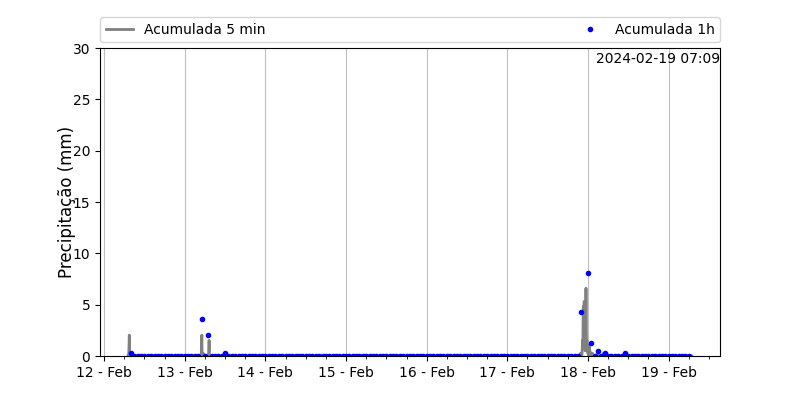 Acumulada 5 min
Acumulada 1h
2024-02-19 07:09
Precipitação (mm)
30
25
20
15
10
5
0
12 - Feb
13 - Feb
14 - Feb
15 - Feb
16 - Feb
17 - Feb
18 - Feb
19 - Feb